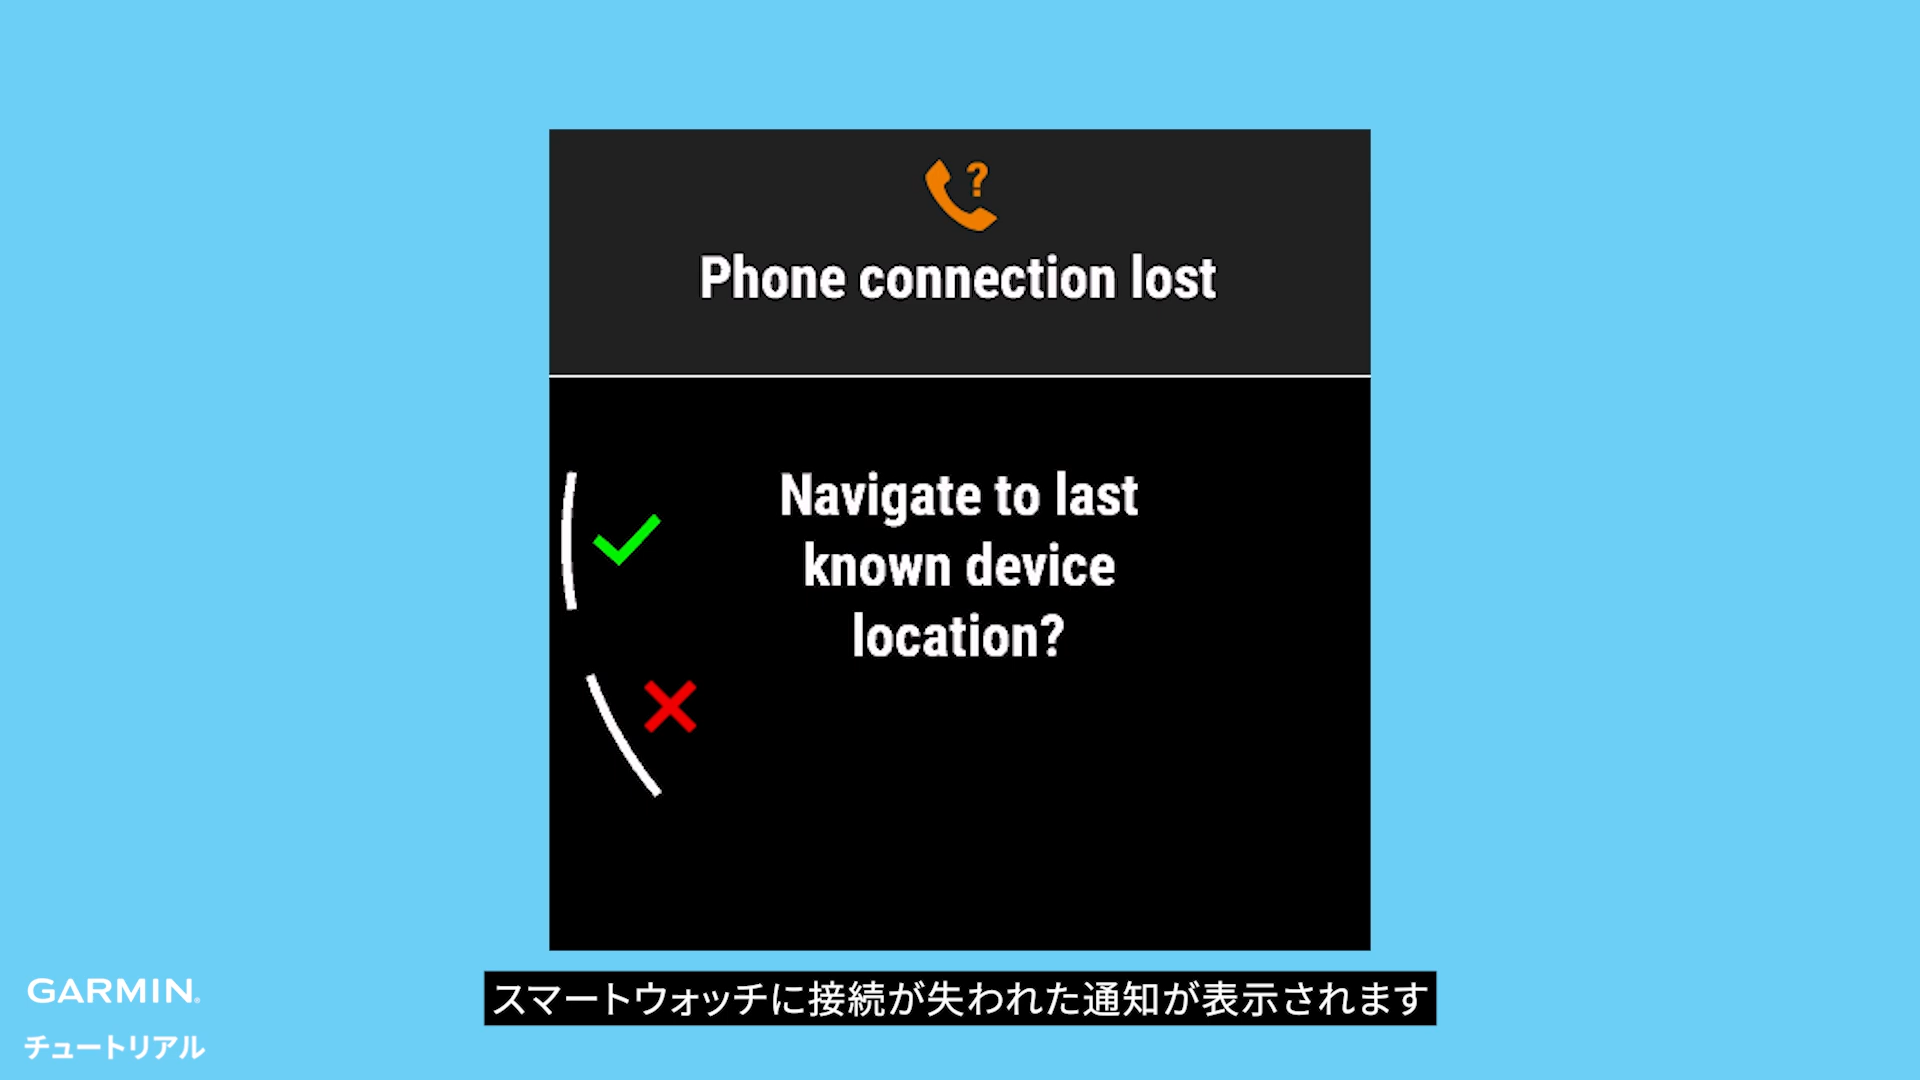 ?
Phone connection lost
Navigate to last
known device
location?
GARMIN.
チュートリアル
スマートウォッチに接続が失われた通知が表示されます